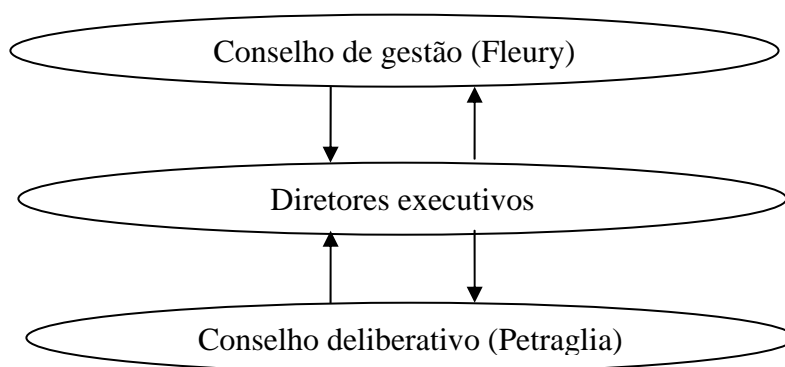 Conselho de gestão (Fleury)
Diretores executivos
Conselho deliberativo (Petraglia)